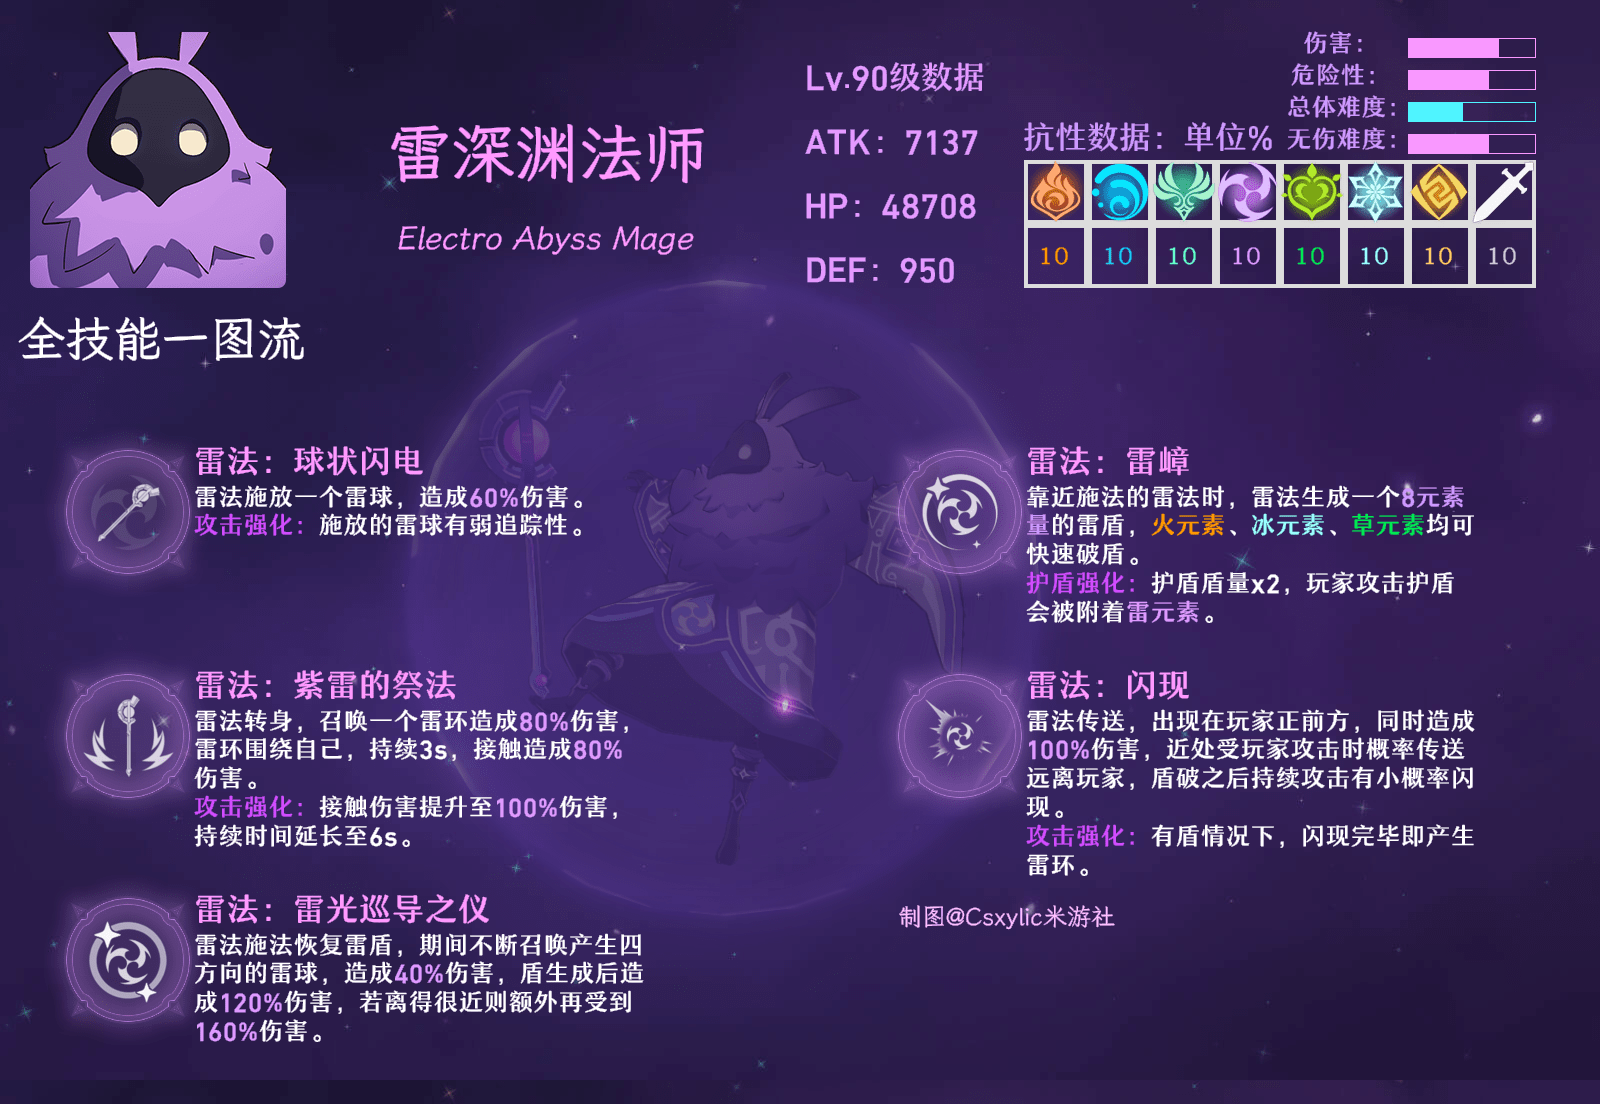 雷深渊法师
Electro Abyss Mage
全技能一图流
Lv.90级数据
ATK：7137
HP：48708
DEF：950
伤害：
危险性：
总体难度：
无伤难度：
抗性数据：单位%
10 10 10 10 10 10 10 10
雷法：球状闪电
雷法施放一个雷球，造成60%伤害。
攻击强化：施放的雷球有弱追踪性。
雷法：紫雷的祭法
雷法转身，召唤一个雷环造成80%伤害，
雷环围绕自己，持续3s，接触造成80%
伤害。
攻击强化：接触伤害提升至100%伤害，
持续时间延长至6s。
雷法：雷光巡导之仪
雷法施法恢复雷盾，期间不断召唤产生四
方向的雷球，造成40%伤害，盾生成后造
成120%伤害，若离得很近则额外再受到
160%伤害。
雷法：雷嶂
靠近施法的雷法时，雷法生成一个8元素
量的雷盾，火元素、冰元素、草元素均可
快速破盾。
护盾强化：护盾盾量x2，玩家攻击护盾
会被附着雷元素。
雷法：闪现
雷法传送，出现在玩家正前方，同时造成
100%伤害，近处受玩家攻击时概率传送
远离玩家，盾破之后持续攻击有小概率闪
现。
攻击强化：有盾情况下，闪现完毕即产生
雷环。
制图@Csxylic米游社